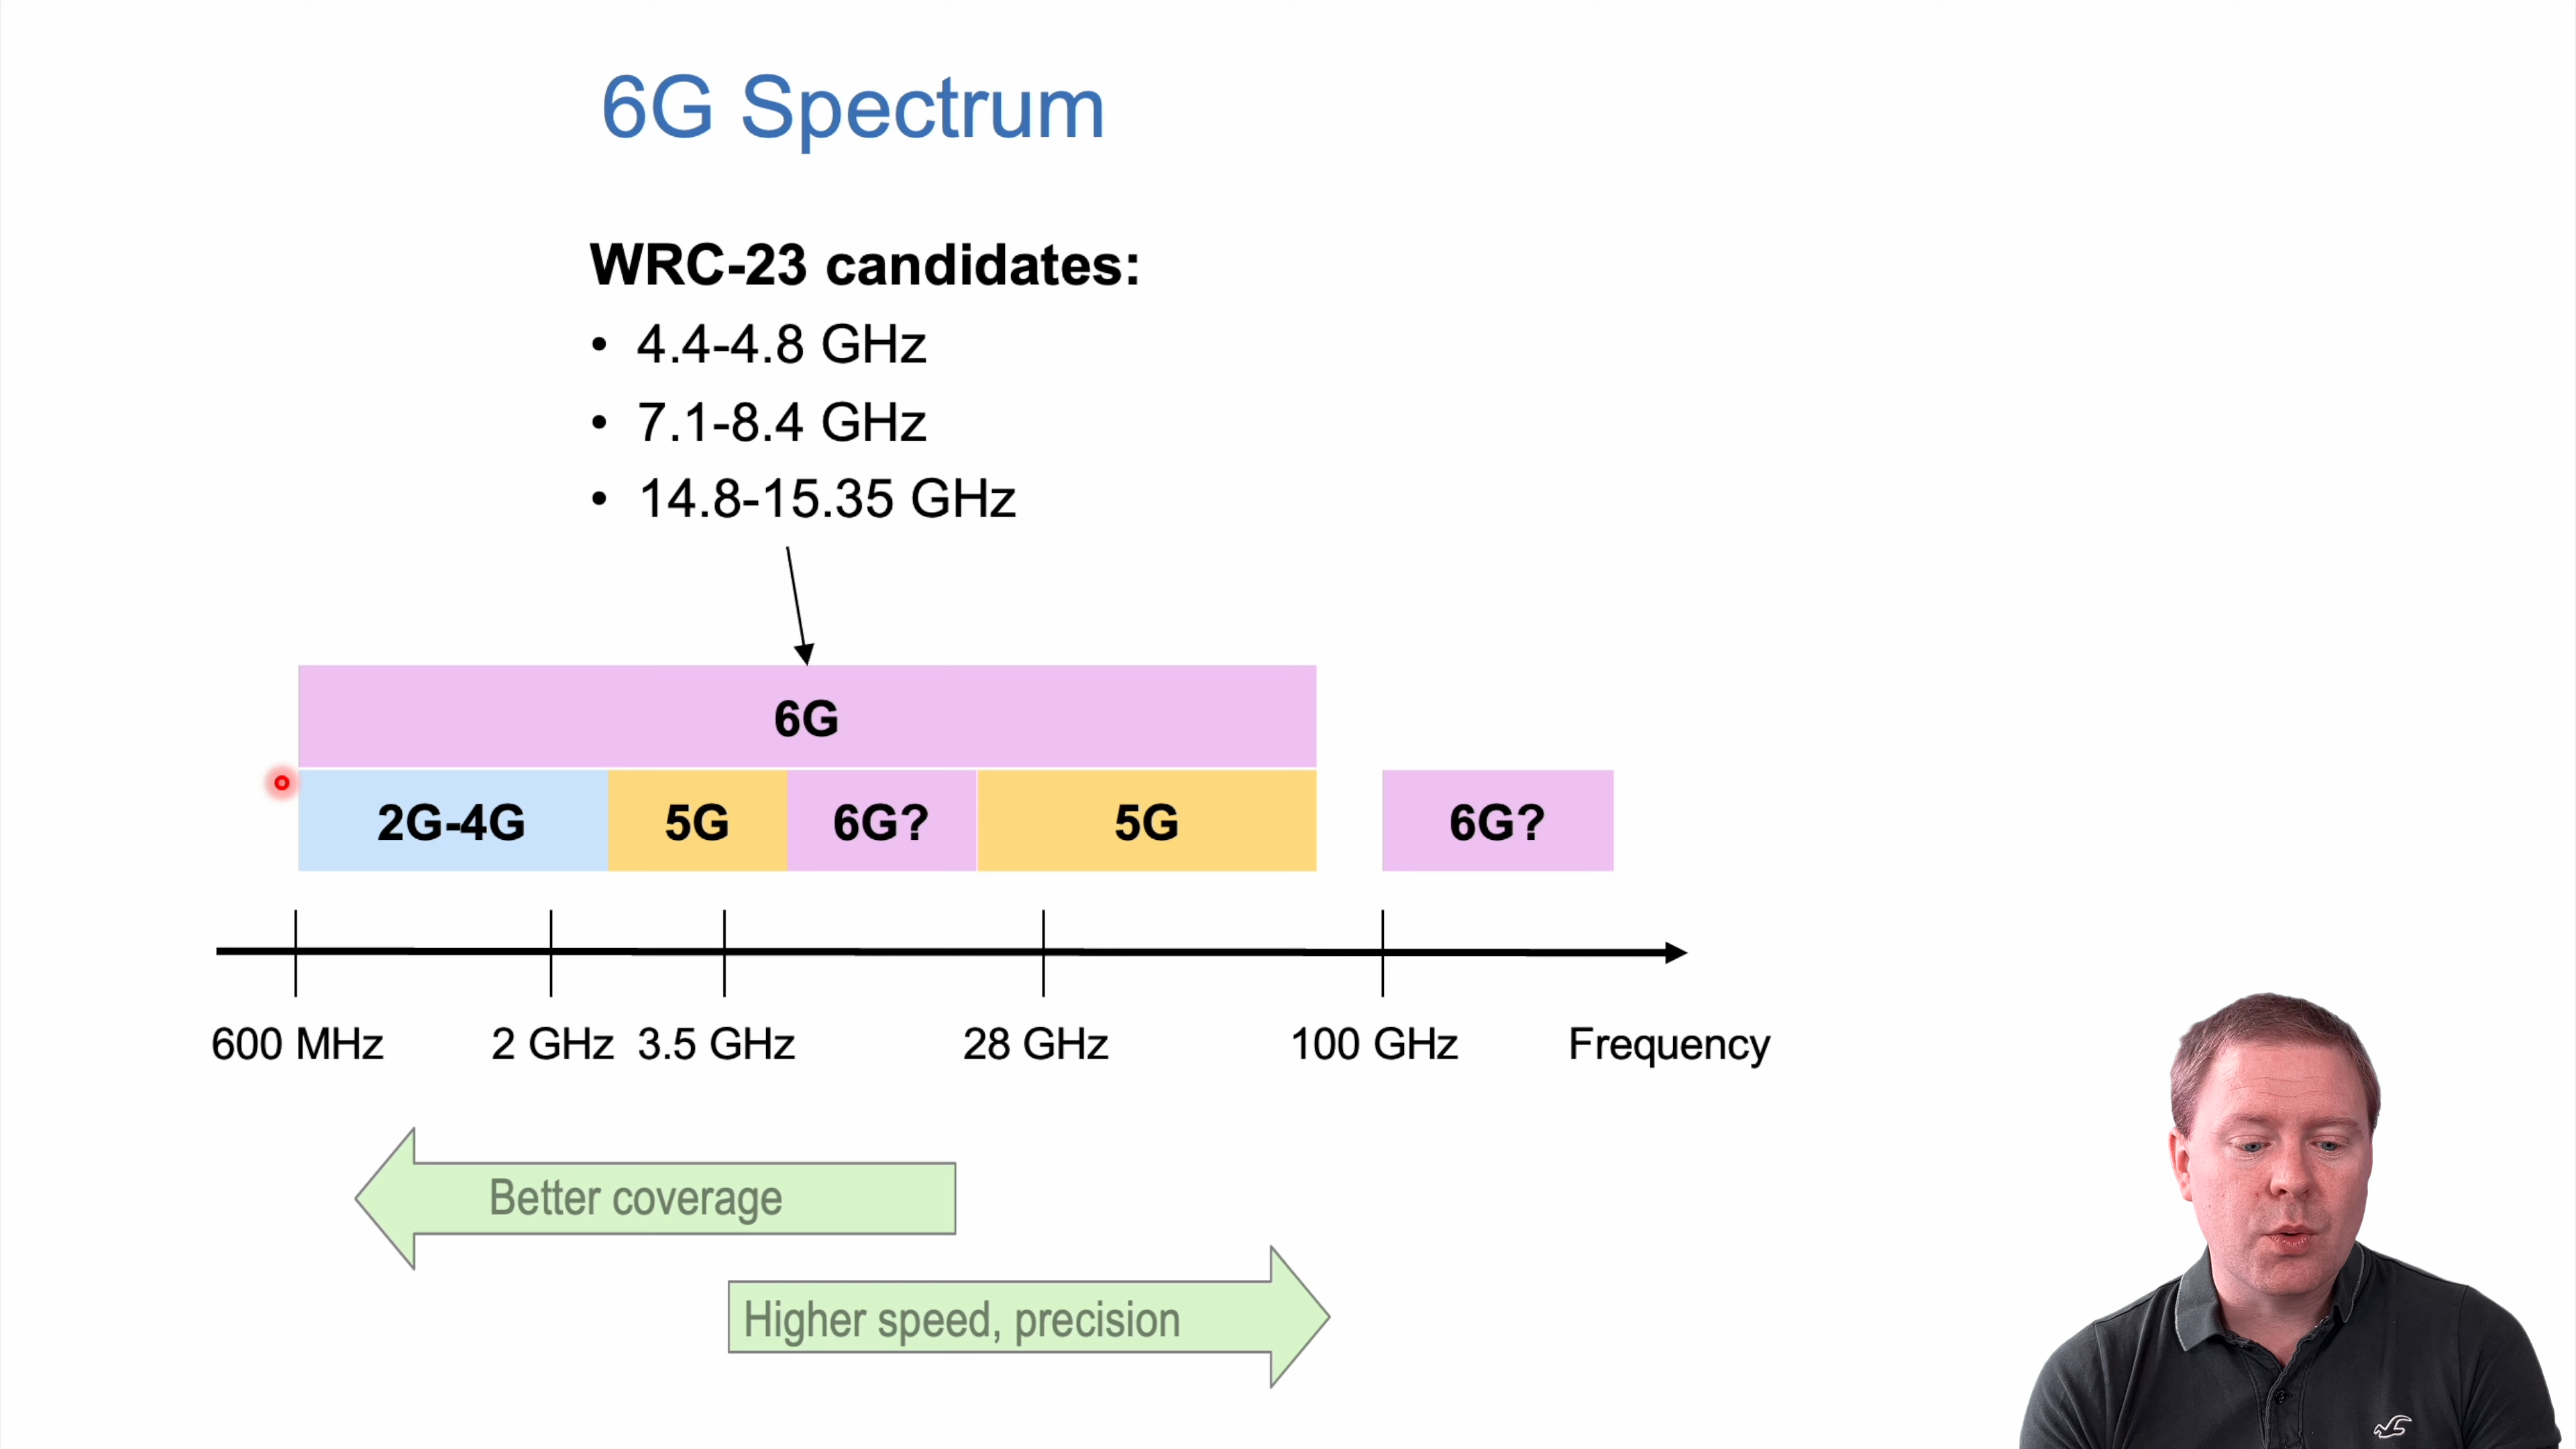 6G Spectrum
WRC-23 candidates:
• 4.4-4.8 GHz
• 7.1-8.4 GHz
• 14.8-15.35 GHz
6G
2G-4G 5G 6G? 5G 6G?
600 MHz 2 GHz 3.5 GHz 28 GHz 100 GHz Frequency
Better coverage
Higher speed, precision